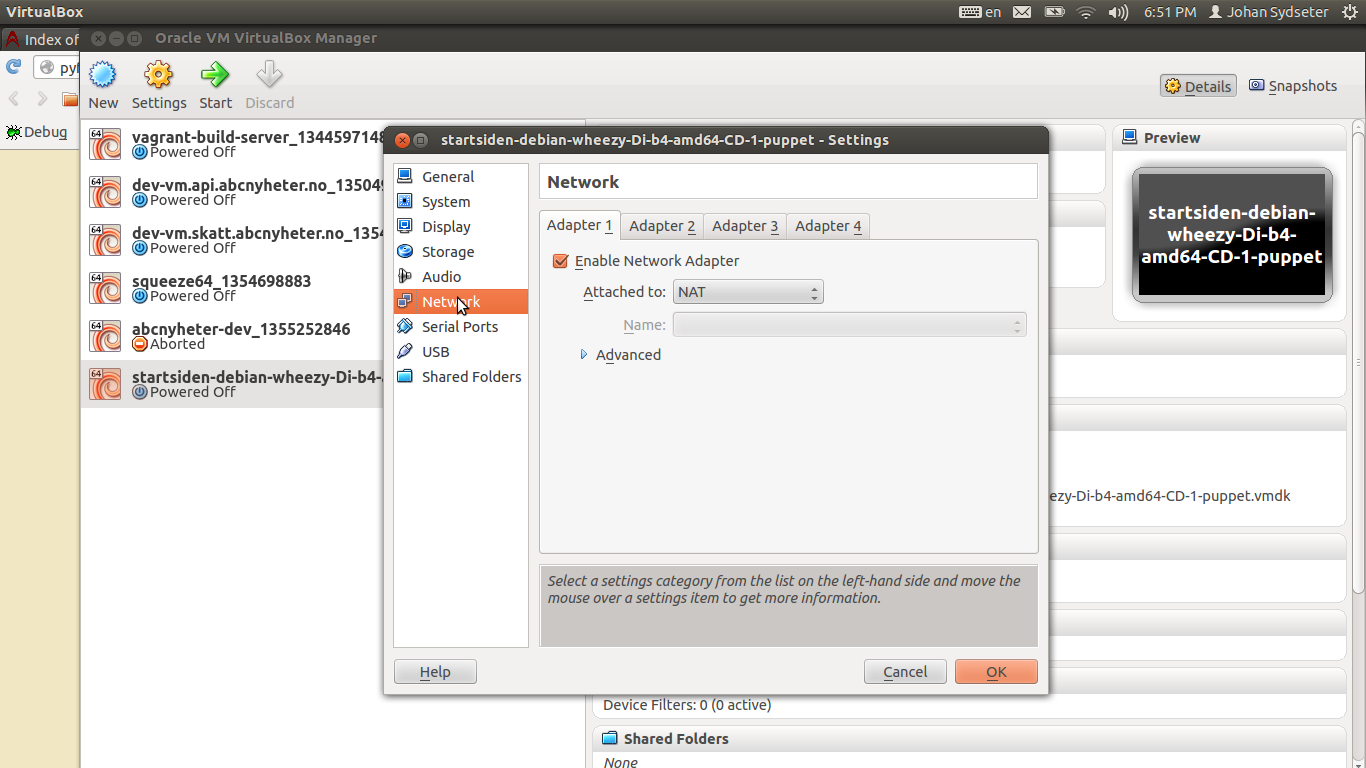 VirtualBox
en
6:51 PM
Johan Sydseter
Index of
Oracle VM VirtualBox Manager
New
Settings
Start
Discard
Details
Snapshots
Debug
64
vagrant-build-server_1344597148
Powered Off
64
dev-vm.api.abcnyheter.no_13504
Powered Off
64
dev-vm.skatt.abcnyheter.no_1354
Powered Off
64
squeeze64_1354698883
Powered Off
64
abcnyheter-dev_1355252846
Aborted
64
startsiden-debian-wheezy-Di-b4-
Powered Off
startsiden-debian-wheezy-Di-b4-amd64-CD-1-puppet - Settings
General
System
Display
Storage
Audio
Network
Serial Ports
USB
Shared Folders
Network
Adapter 1
Adapter 2
Adapter 3
Adapter 4
Enable Network Adapter
Attached to:
NAT
Name:
Advanced
Select a settings category from the list on the left-hand side and move the
mouse over a settings item to get more information.
Help
Cancel
OK
Preview
startsiden-debian-
wheezy-Di-b4-
amd64-CD-1-puppet
ezy-Di-b4-amd64-CD-1-puppet.vmdk
Device Filters: 0 (0 active)
Shared Folders
None